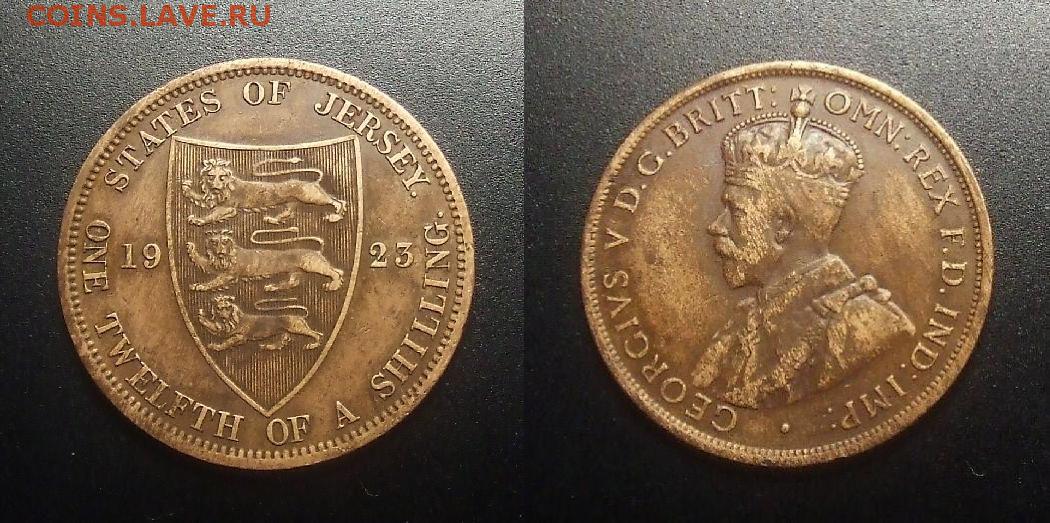 COINS.LAVE.RU
STATES OF JERSEY.
19 23
ONE TWELFTH OF A SHILLING.
GEORGIVS V D.G.BRITT: OMN: REX F.D.IND: IMP: